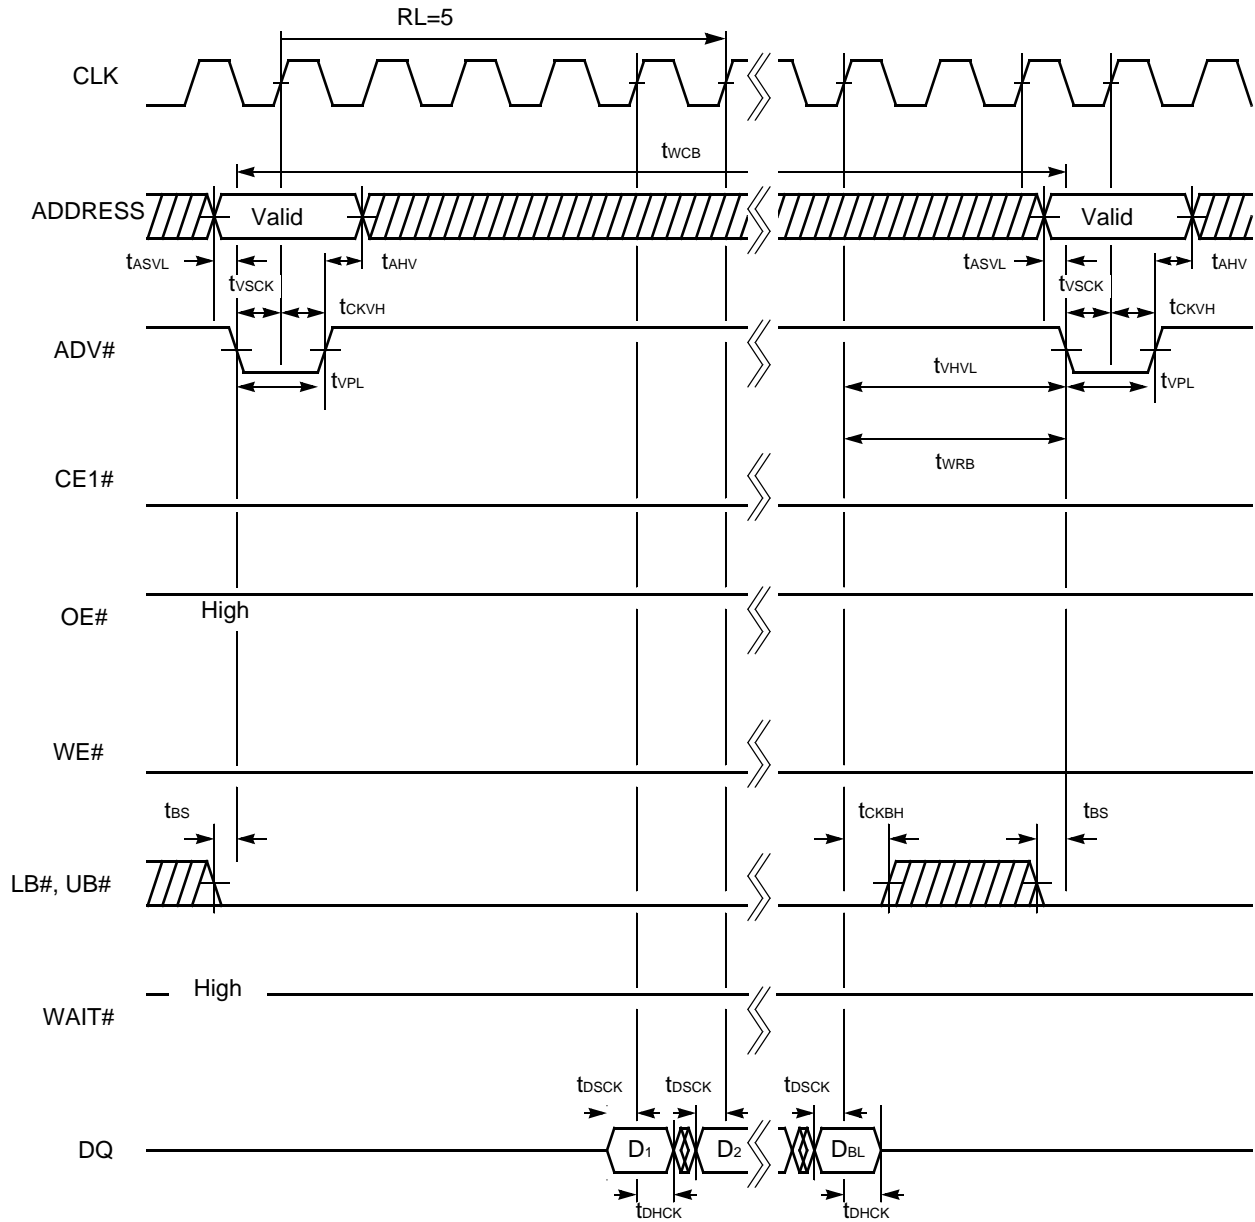 RL=5
CLK
tWCB
ADDRESS Valid Valid
tASVL tAHV tASVL tAHV
tVSCK tVSCK
tCKVH tCKVH
ADV#
tVPL tVHVL tVPL
tWRB
CE1#
High
OE#
WE#
tBS tCKBH tBS
LB#, UB#
High
WAIT#
tDSCK tDSCK tDSCK
DQ D1 D2 DBL
tDHCK tDHCK